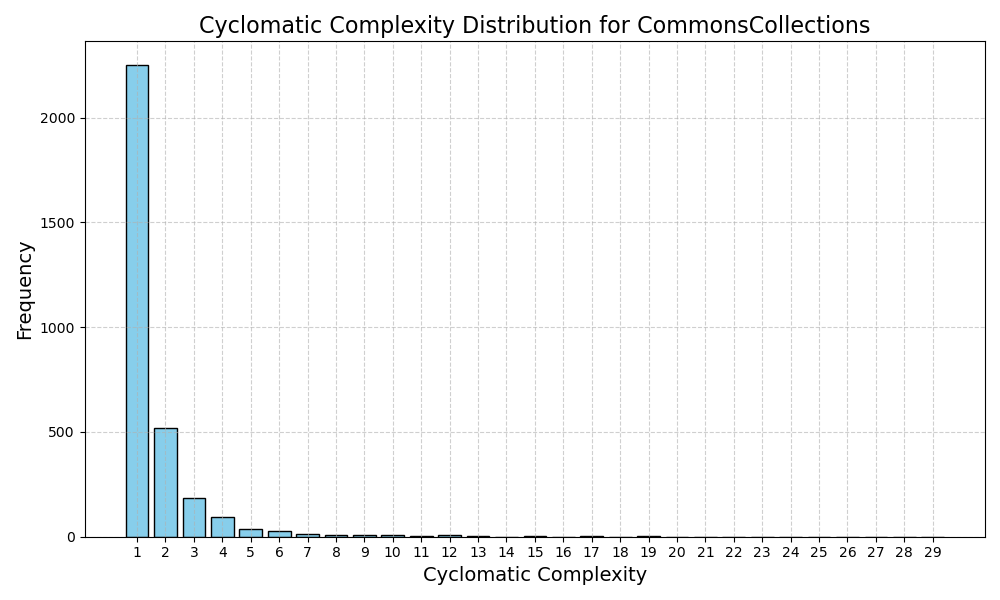 Cyclomatic Complexity Distribution for CommonsCollections
Frequency
2000
1500
1000
500
0
1 2 3 4 5 6 7 8 9 10 11 12 13 14 15 16 17 18 19 20 21 22 23 24 25 26 27 28 29
Cyclomatic Complexity